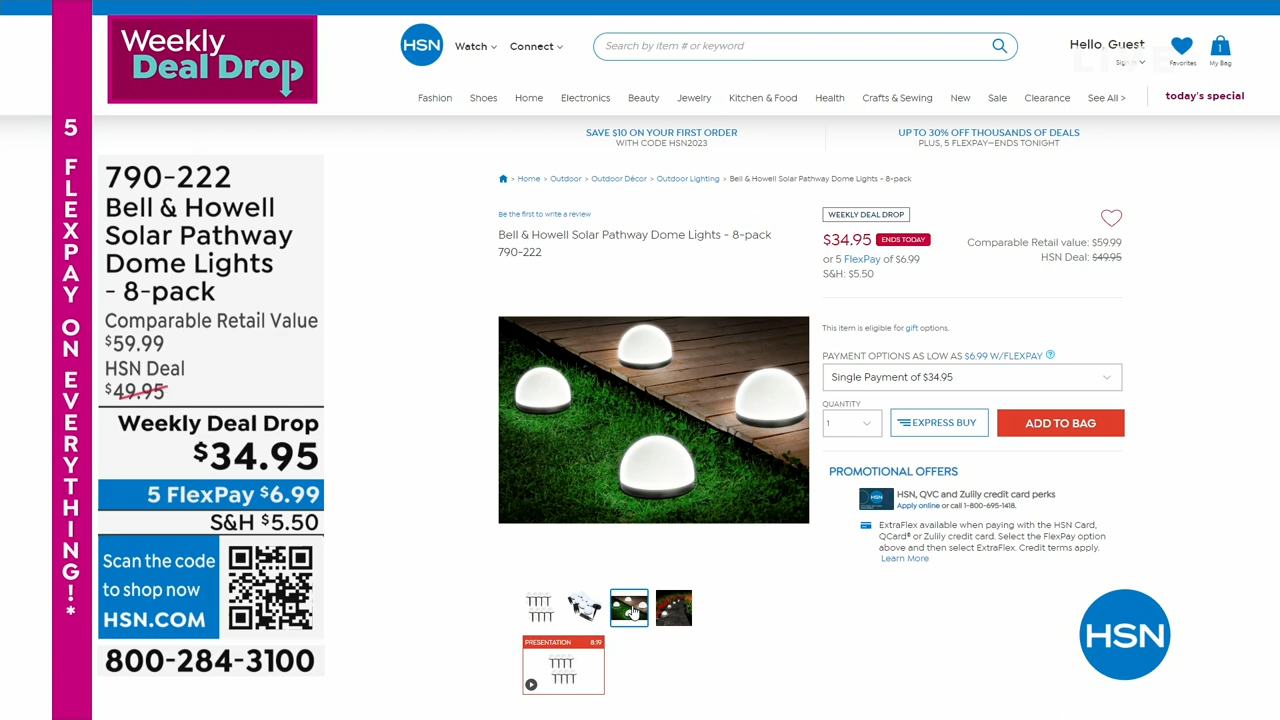 Weekly
Deal Drop
5 FLEXPAY ON EVERYTHING!*
790-222
Bell & Howell
Solar Pathway
Dome Lights
- 8-pack
Comparable Retail Value
$59.99
HSN Deal
$49.95
Weekly Deal Drop
$34.95
5 FlexPay $6.99
S&H $5.50
Scan the code
to shop now
HSN.COM
800-284-3100
HSN
Watch
Connect
Search by item # or keyword
Hello, Guest
Sign in
LIVE
Favorites
1
My Bag
Fashion Shoes Home Electronics Beauty Jewelry Kitchen & Food Health Crafts & Sewing New Sale Clearance See All > today's special
SAVE $10 ON YOUR FIRST ORDER
WITH CODE HSN2023
UP TO 30% OFF THOUSANDS OF DEALS
PLUS, 5 FLEXPAY—ENDS TONIGHT
> Home > Outdoor > Outdoor Décor > Outdoor Lighting > Bell & Howell Solar Pathway Dome Lights - 8-pack
Be the first to write a review
Bell & Howell Solar Pathway Dome Lights - 8-pack
790-222
WEEKLY DEAL DROP
$34.95 ENDS TODAY
or 5 FlexPay of $6.99
S&H: $5.50
Comparable Retail value: $59.99
HSN Deal: $49.95
This item is eligible for gift options.
PAYMENT OPTIONS AS LOW AS $6.99 W/FLEXPAY ?
Single Payment of $34.95
QUANTITY
1
EXPRESS BUY
ADD TO BAG
PROMOTIONAL OFFERS
HSN
HSN, QVC and Zulily credit card perks
Apply online or call 1-800-695-1418.
ExtraFlex available when paying with the HSN Card,
QCard® or Zulily credit card. Select the FlexPay option
above and then select ExtraFlex. Credit terms apply.
Learn More
PRESENTATION 8:19
HSN